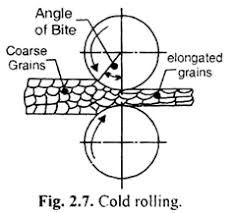 Angle
of Bite
Coarse
Grains
elongated
grains
Fig. 2.7. Cold rolling.